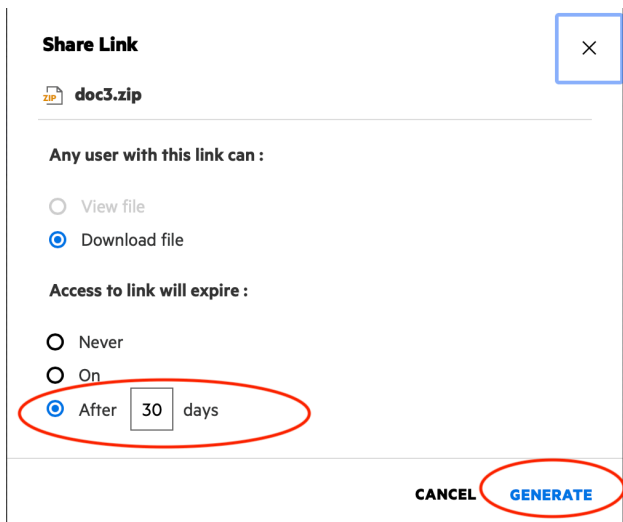 Share Link
ZIP doc3.zip
Any user with this link can :
View file
Download file
Access to link will expire :
Never
On
After 30 days
CANCEL GENERATE